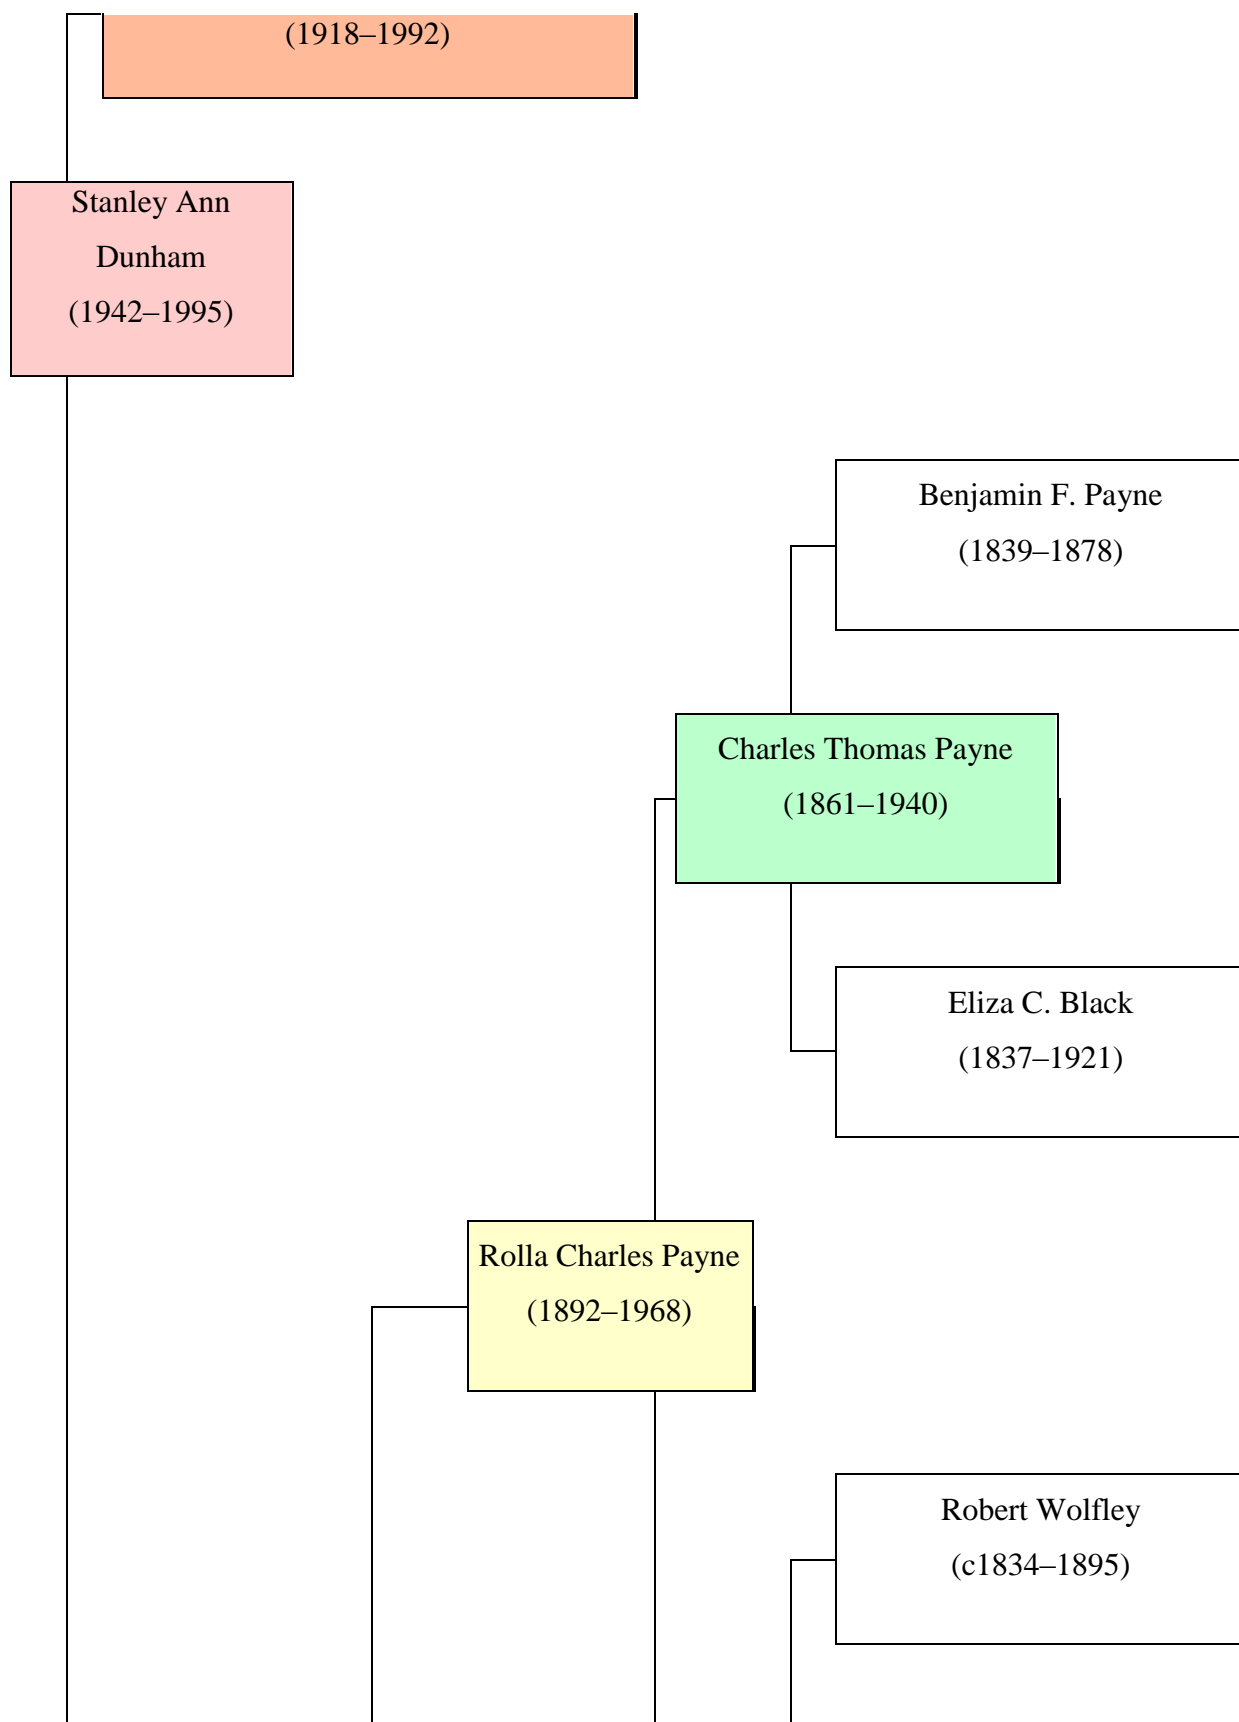 (1918–1992)
Stanley Ann
Dunham
(1942–1995)
Benjamin F. Payne
(1839–1878)
Charles Thomas Payne
(1861–1940)
Eliza C. Black
(1837–1921)
Rolla Charles Payne
(1892–1968)
Robert Wolfley
(c1834–1895)